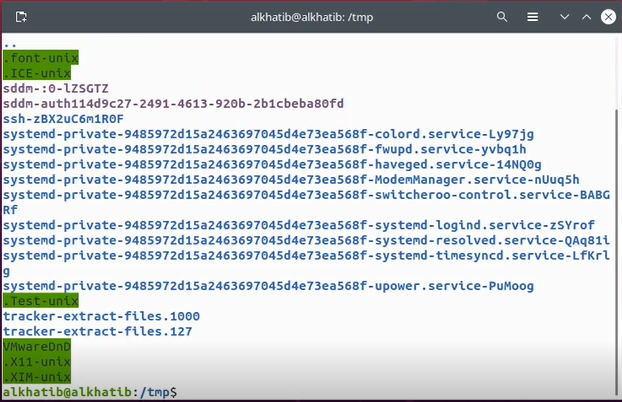 alkhatib@alkhatib: /tmp
..
.font-unix
.ICE-unix
sddm-:0-lZSGTZ
sddm-auth114d9c27-2491-4613-920b-2b1cbeba80fd
ssh-zBX2uC6m1R0F
systemd-private-9485972d15a2463697045d4e73ea568f-colord.service-Ly97jg
systemd-private-9485972d15a2463697045d4e73ea568f-fwupd.service-yvbq1h
systemd-private-9485972d15a2463697045d4e73ea568f-haveged.service-14NQ0g
systemd-private-9485972d15a2463697045d4e73ea568f-ModemManager.service-nUuq5h
systemd-private-9485972d15a2463697045d4e73ea568f-switcheroo-control.service-BABG
Rf
systemd-private-9485972d15a2463697045d4e73ea568f-systemd-logind.service-zSYrof
systemd-private-9485972d15a2463697045d4e73ea568f-systemd-resolved.service-QAq81i
systemd-private-9485972d15a2463697045d4e73ea568f-systemd-timesyncd.service-LfKrl
g
systemd-private-9485972d15a2463697045d4e73ea568f-upower.service-PuMoog
.Test-unix
tracker-extract-files.1000
tracker-extract-files.127
VMwareDnD
.X11-unix
.XIM-unix
alkhatib@alkhatib:/tmp$